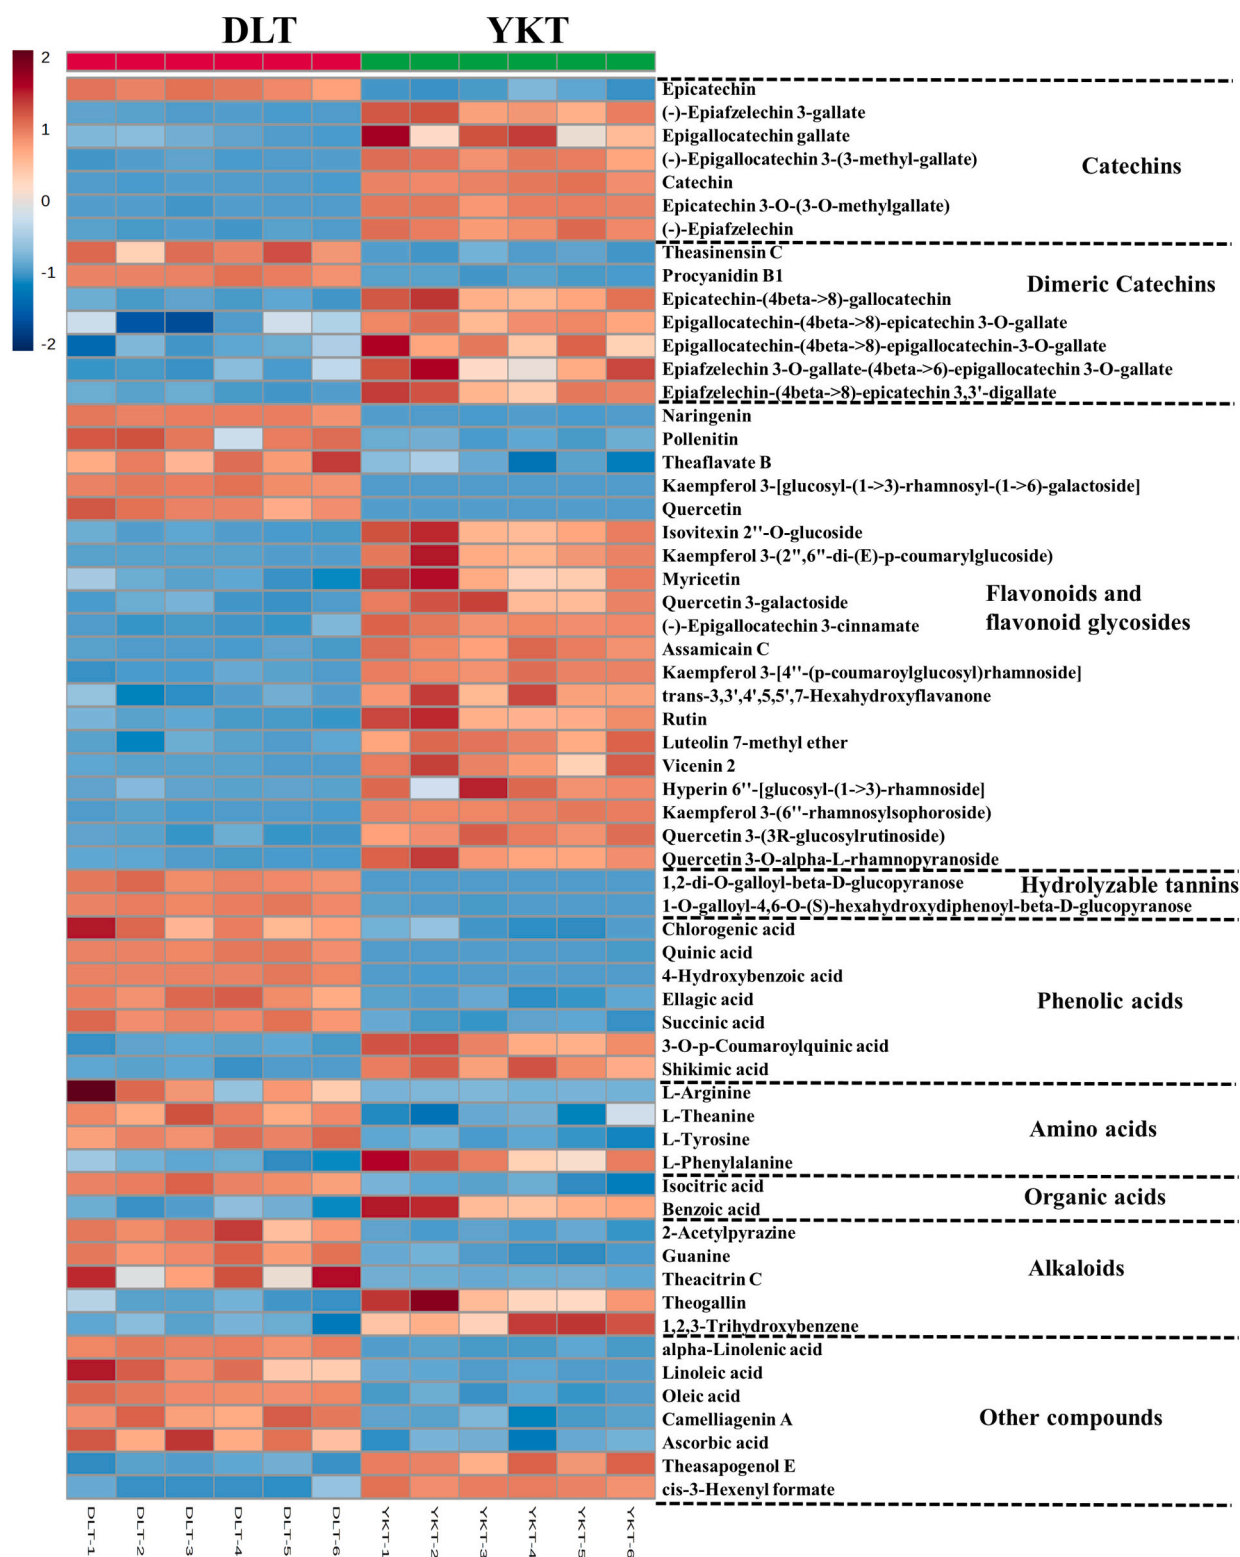 DLT YKT
2
1
0
-1
-2
Epicatechin
(-)-Epiafzelechin 3-gallate
Epigallocatechin gallate
(-)-Epigallocatechin 3-(3-methyl-gallate)
Catechins
Catechin
Epicatechin 3-O-(3-O-methylgallate)
(-)-Epiafzelechin
Theasinensin C
Procyanidin B1
Dimeric Catechins
Epicatechin-(4beta->8)-gallocatechin
Epigallocatechin-(4beta->8)-epicatechin 3-O-gallate
Epigallocatechin-(4beta->8)-epigallocatechin-3-O-gallate
Epiafzelechin 3-O-gallate-(4beta->6)-epigallocatechin 3-O-gallate
Epiafzelechin-(4beta->8)-epicatechin 3,3'-digallate
Naringenin
Pollenitin
Theaflavate B
Kaempferol 3-[glucosyl-(1->3)-rhamnosyl-(1->6)-galactoside]
Quercetin
Isovitexin 2''-O-glucoside
Kaempferol 3-(2",6"-di-(E)-p-coumarylglucoside)
Myricetin
Flavonoids and
Quercetin 3-galactoside
flavonoid glycosides
(-)-Epigallocatechin 3-cinnamate
Assamicain C
Kaempferol 3-[4''-(p-coumaroylglucosyl)rhamnoside]
trans-3,3',4',5,5',7-Hexahydroxyflavanone
Rutin
Luteolin 7-methyl ether
Vicenin 2
Hyperin 6''-[glucosyl-(1->3)-rhamnoside]
Kaempferol 3-(6''-rhamnosylsophoroside)
Quercetin 3-(3R-glucosylrutinoside)
Quercetin 3-O-alpha-L-rhamnopyranoside
1,2-di-O-galloyl-beta-D-glucopyranose
Hydrolyzable tannins
1-O-galloyl-4,6-O-(S)-hexahydroxydiphenoyl-beta-D-glucopyranose
Chlorogenic acid
Quinic acid
4-Hydroxybenzoic acid
Ellagic acid
Phenolic acids
Succinic acid
3-O-p-Coumaroylquinic acid
Shikimic acid
L-Arginine
L-Theanine
Amino acids
L-Tyrosine
L-Phenylalanine
Isocitric acid
Organic acids
Benzoic acid
2-Acetylpyrazine
Guanine
Alkaloids
Theacitrin C
Theogallin
1,2,3-Trihydroxybenzene
alpha-Linolenic acid
Linoleic acid
Oleic acid
Camelliagenin A
Other compounds
Ascorbic acid
Theasapogenol E
cis-3-Hexenyl formate
DLT-1
DLT-2
DLT-3
DLT-4
DLT-5
DLT-6
YKT-1
YKT-2
YKT-3
YKT-4
YKT-5
YKT-6